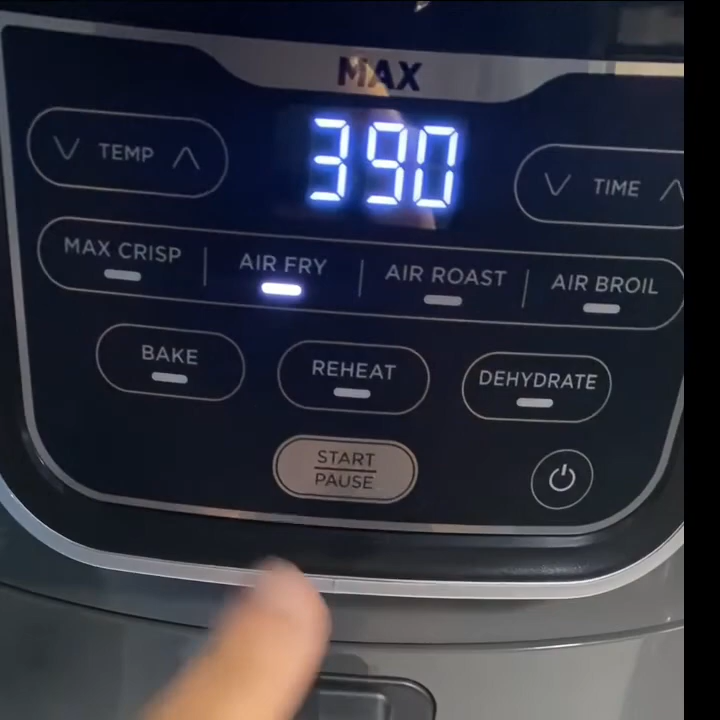 MAX
390
TEMP
TIME
MAX CRISP
AIR FRY
AIR ROAST
AIR BROIL
BAKE
REHEAT
DEHYDRATE
START
PAUSE